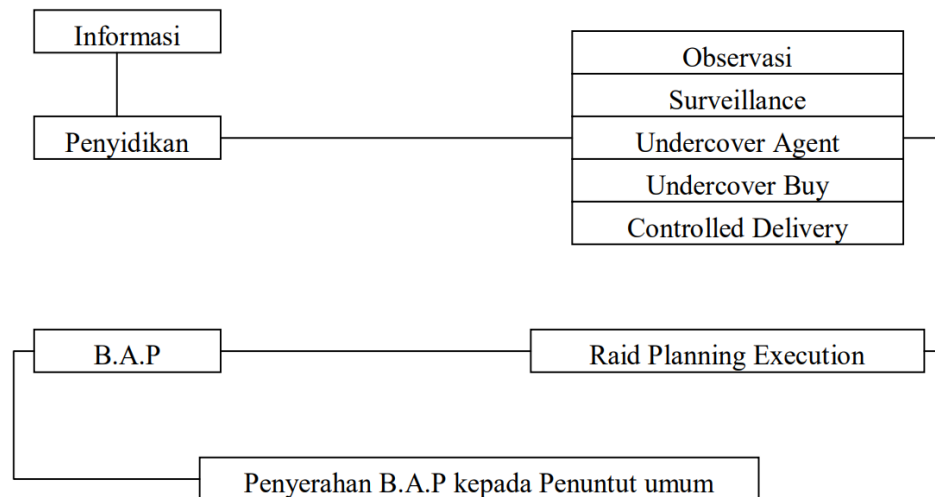 Informasi
Penyidikan
Observasi
Surveillance
Undercover Agent
Undercover Buy
Controlled Delivery
B.A.P
Raid Planning Execution
Penyerahan B.A.P kepada Penuntut umum